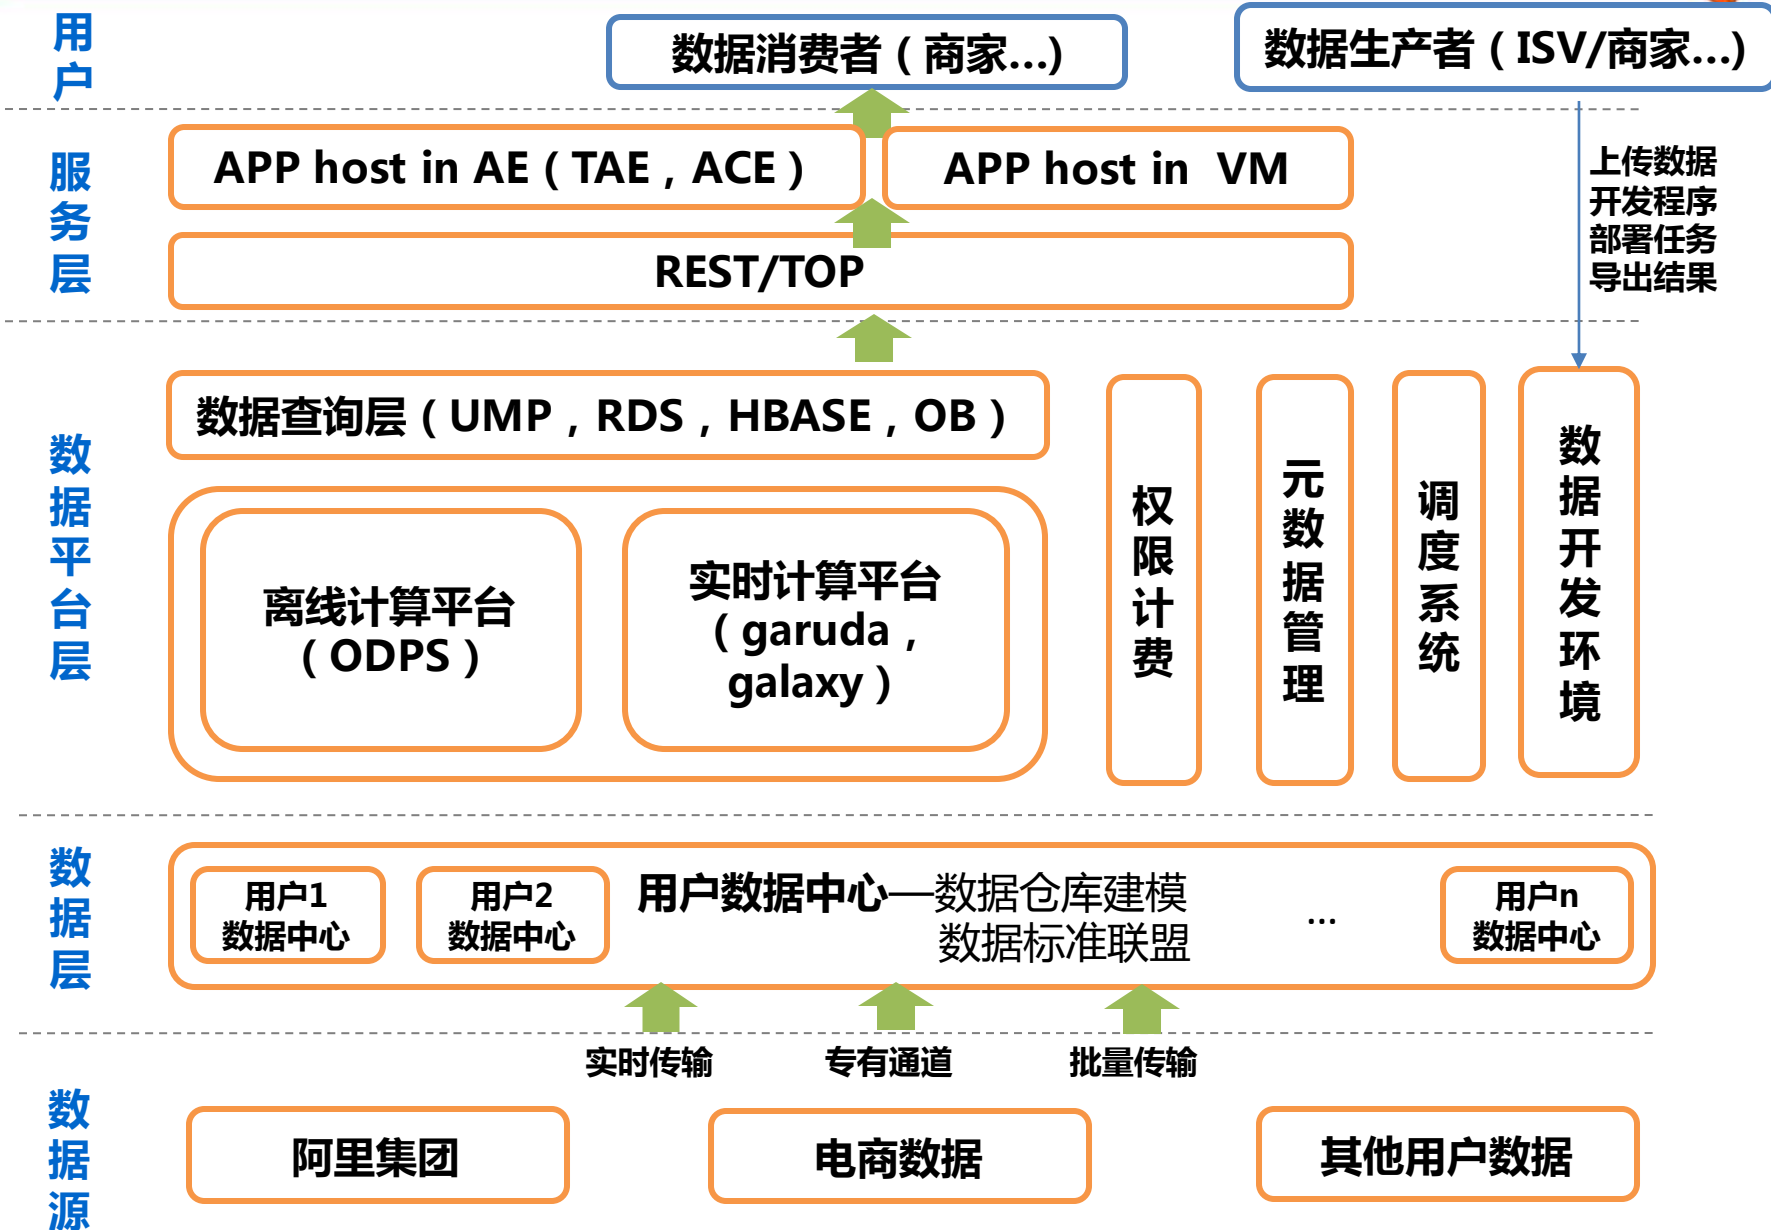 用户
数据消费者（商家...)
数据生产者（ISV/商家...)
服务层
APP host in AE（TAE，ACE）
APP host in  VM
上传数据
开发程序
部署任务
导出结果
REST/TOP
数据平台层
数据查询层（UMP，RDS，HBASE，OB）
离线计算平台
（ODPS）
实时计算平台
（garuda，
galaxy）
权限计费
元数据管理
调度系统
数据开发环境
数据层
用户1
数据中心
用户2
数据中心
用户数据中心—数据仓库建模
数据标准联盟
...
用户n
数据中心
实时传输
专有通道
批量传输
数据源
阿里集团
电商数据
其他用户数据